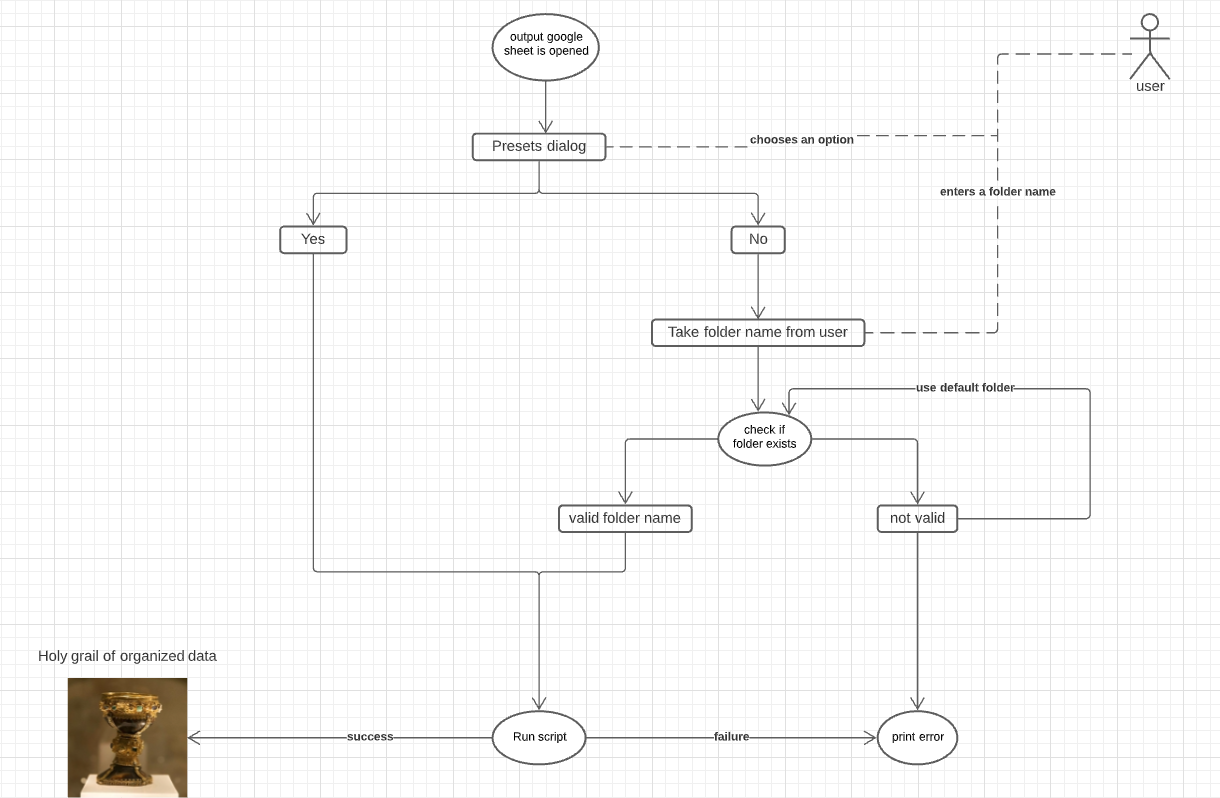 output google
sheet is opened
user
Presets dialog
chooses an option
enters a folder name
Yes
No
Take folder name from user
use default folder
check if
folder exists
valid folder name
not valid
Holy grail of organized data
success
Run script
failure
print error